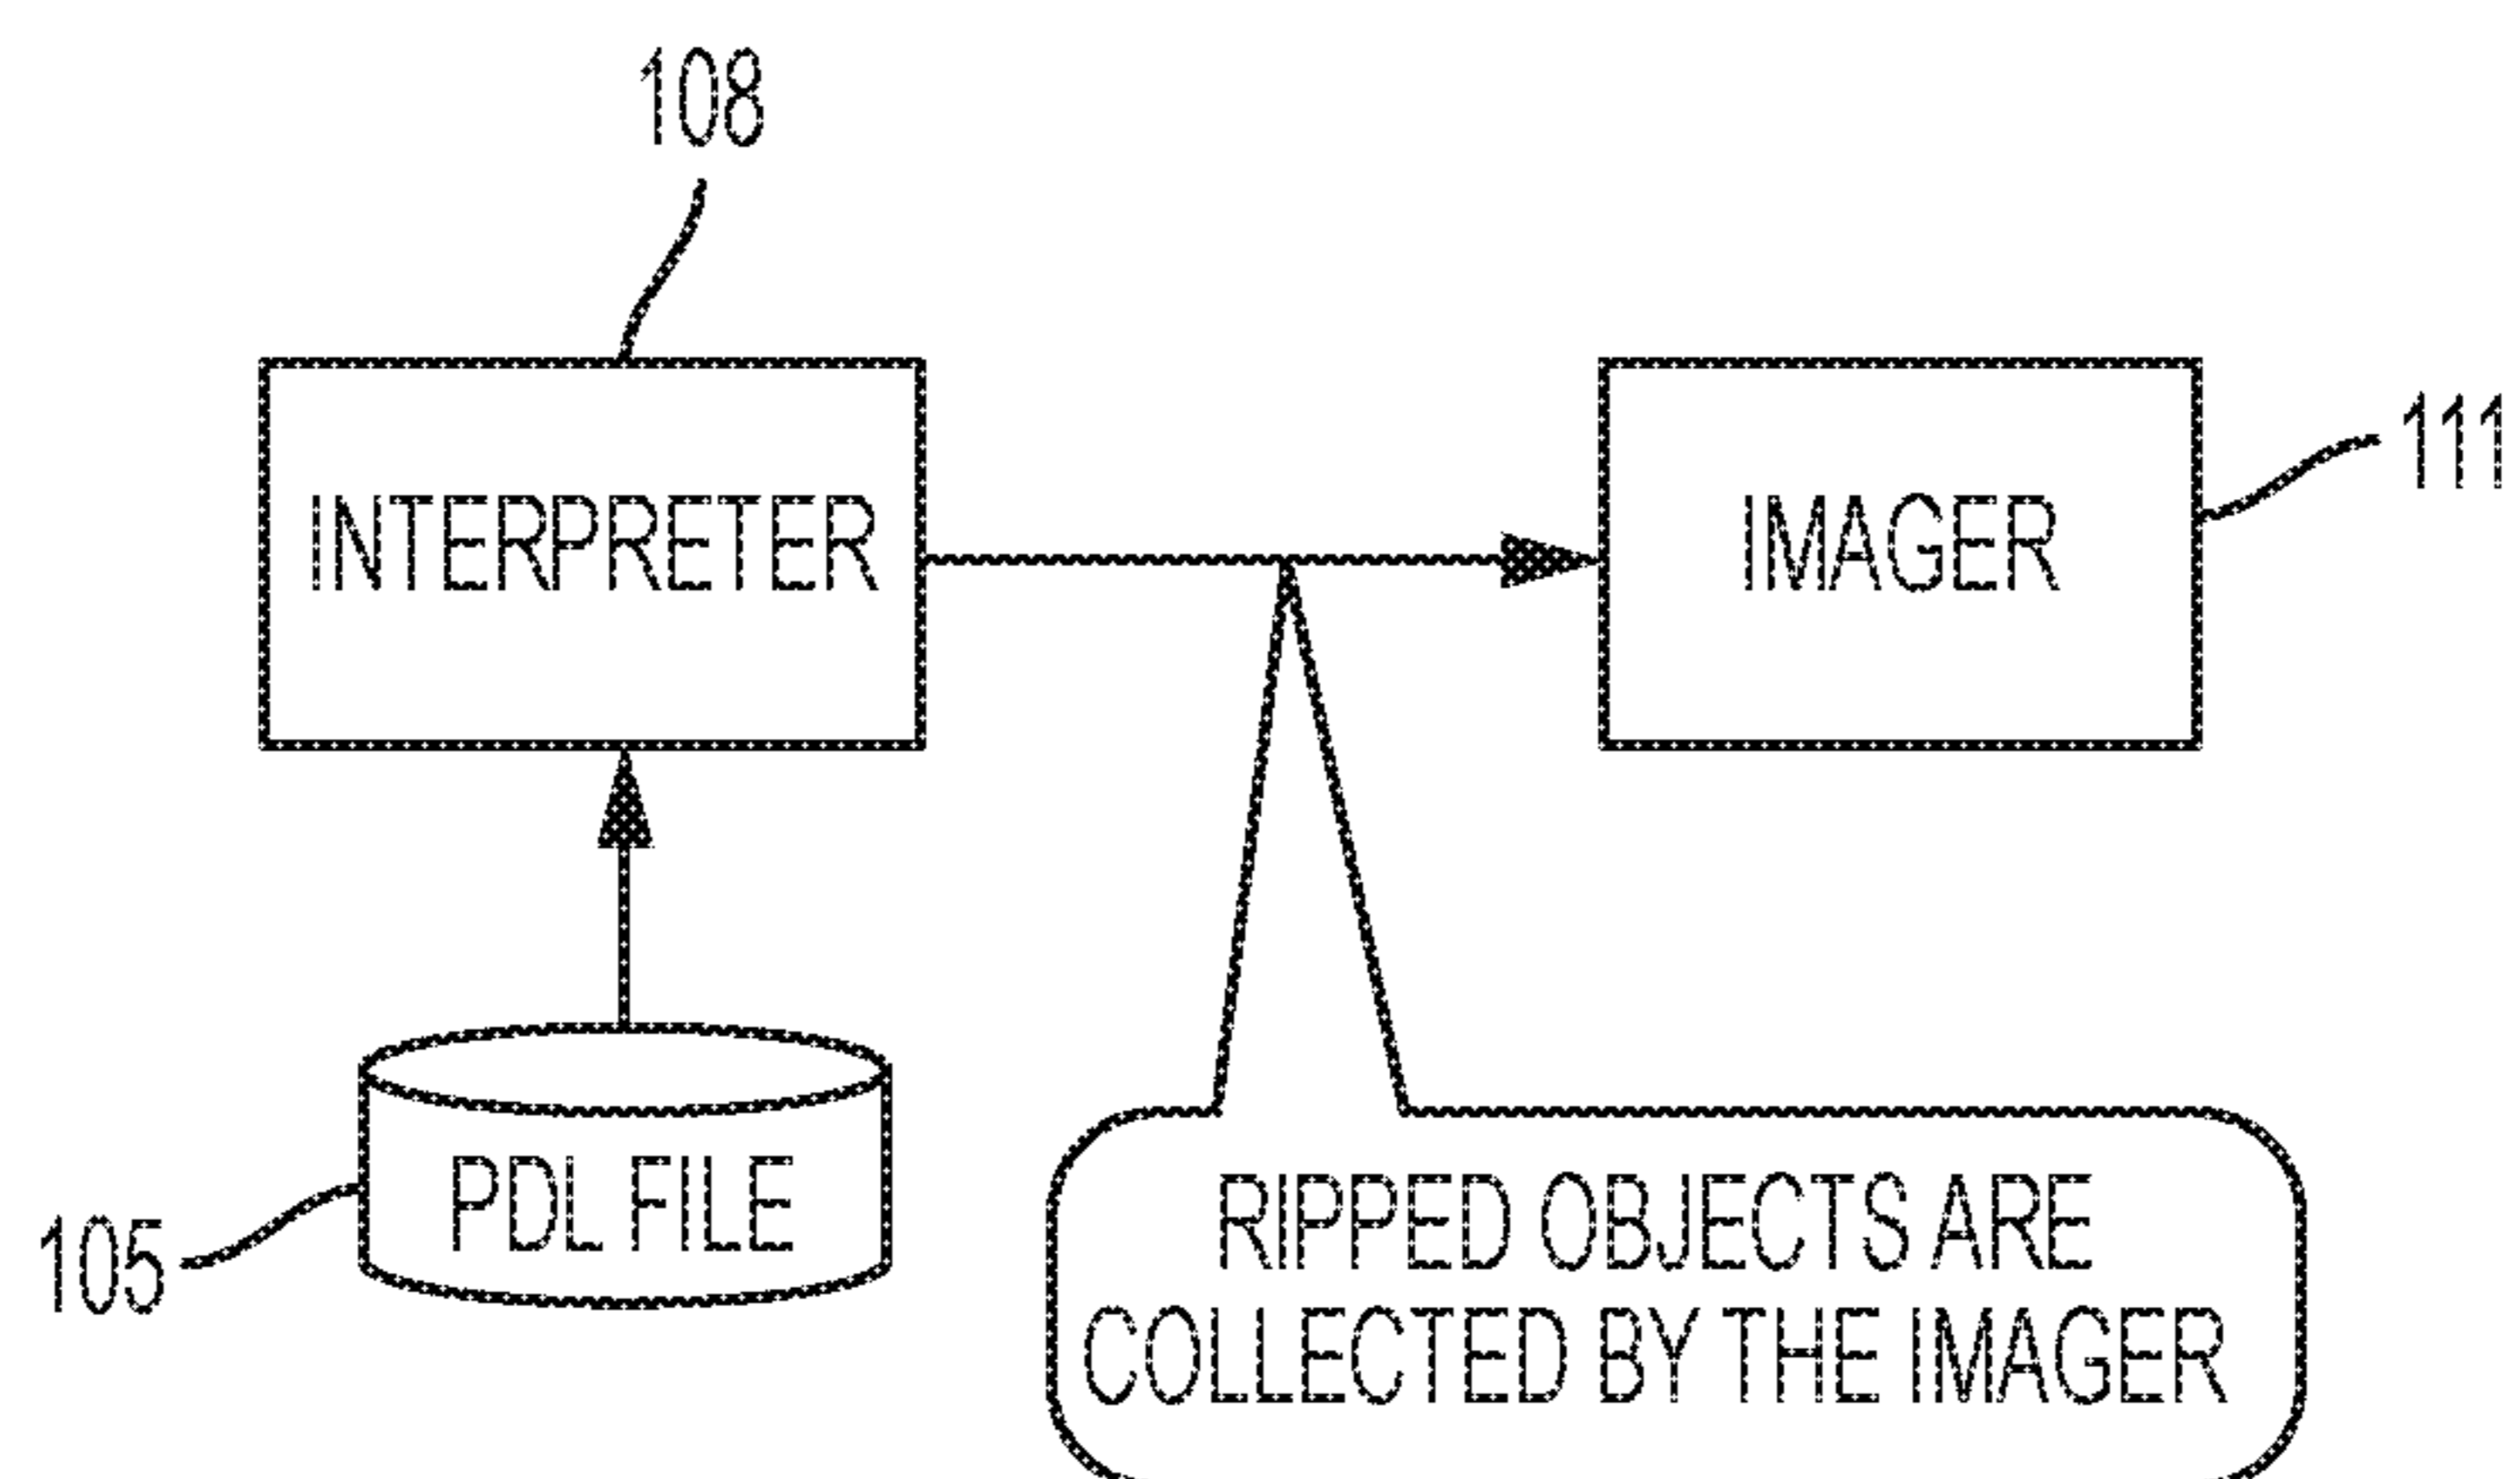 108
INTERPRETER
IMAGER
111
PDL FILE
105
RIPPED OBJECTS ARE
COLLECTED BY THE IMAGER